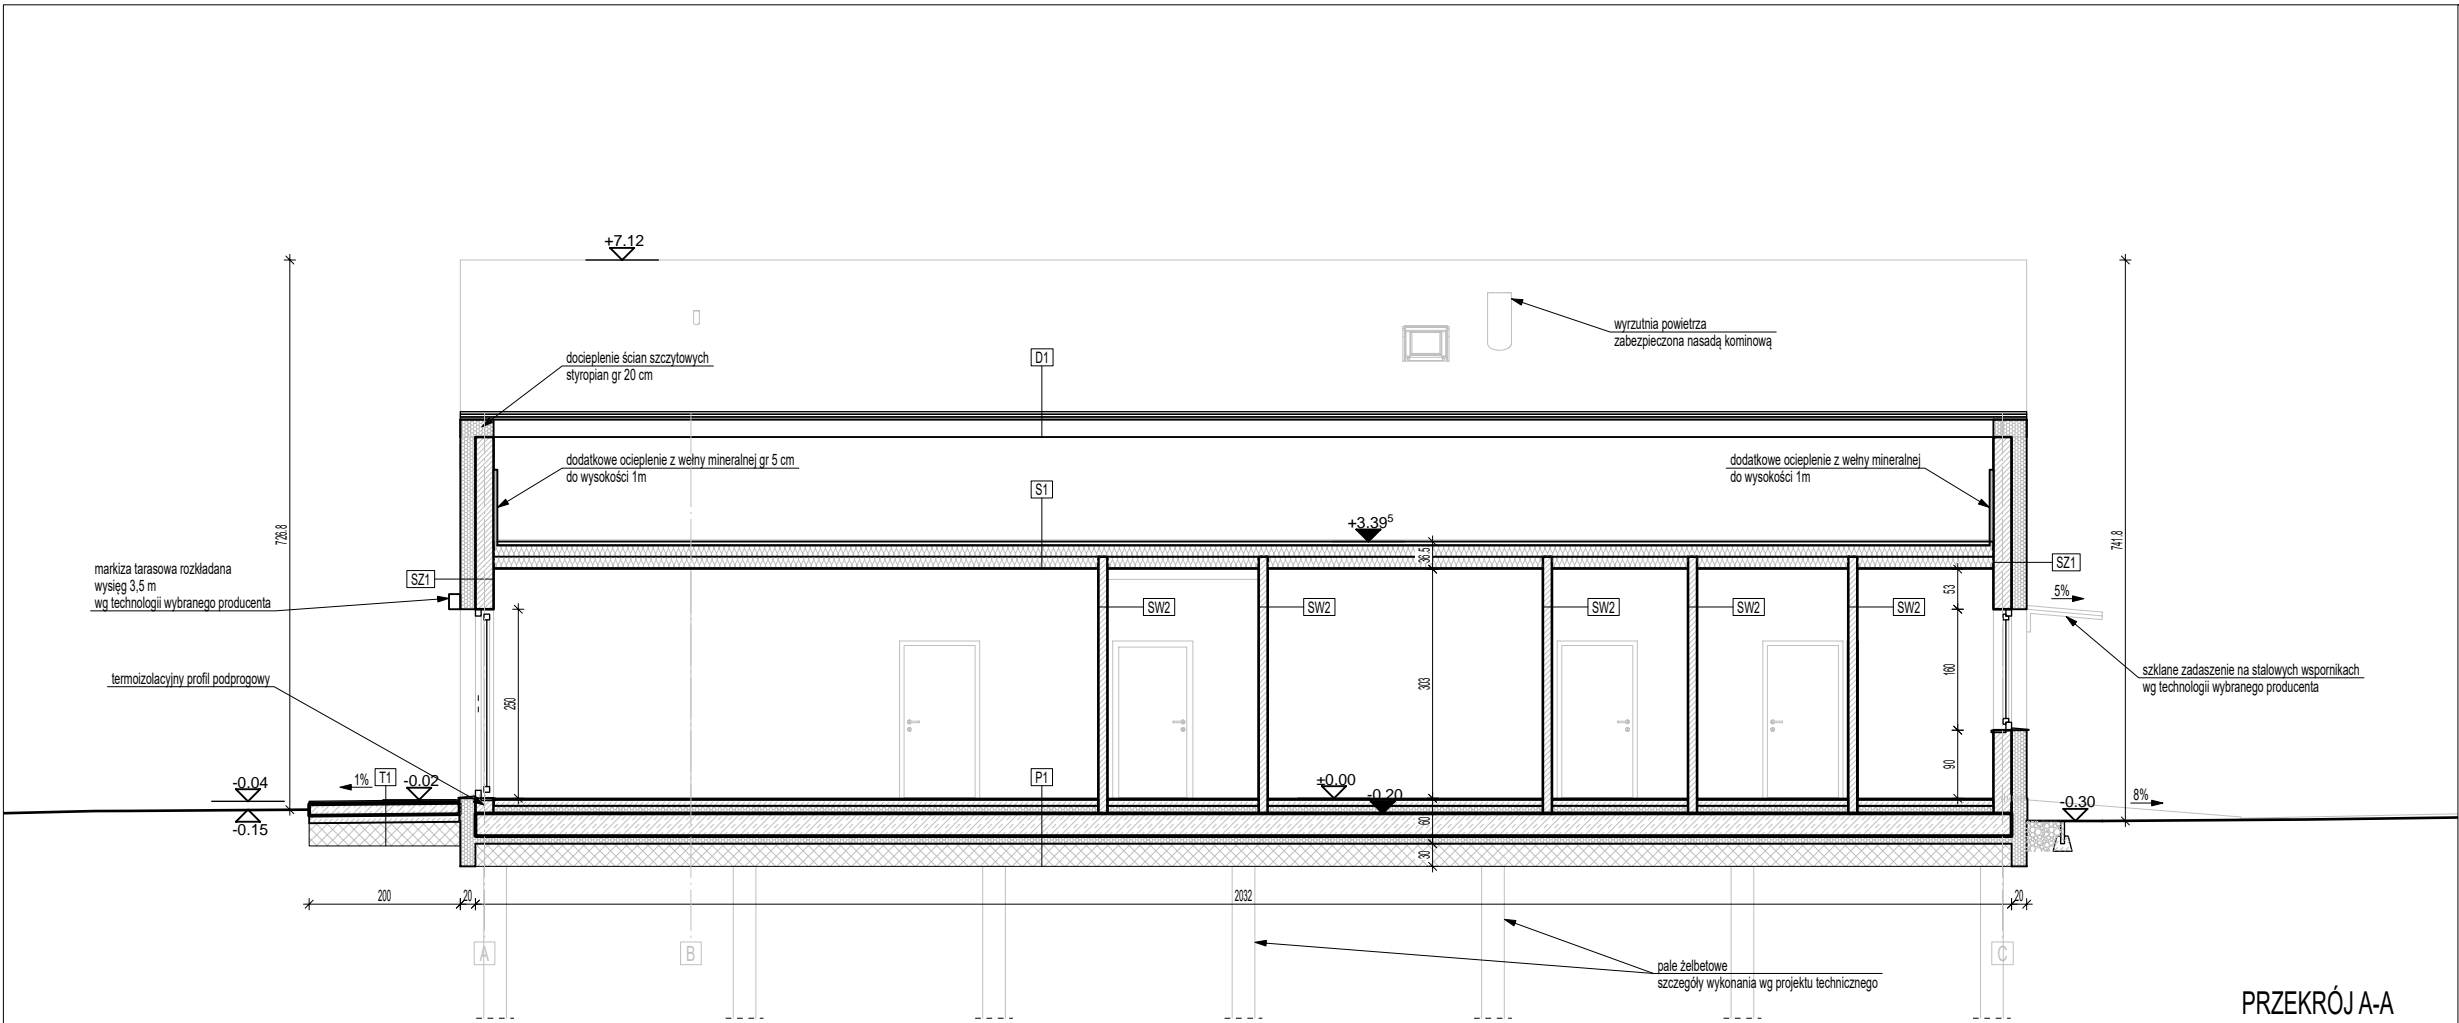 +7.12
wyrzutnia powietrza
zabezpieczona nasadą kominową
docieplenie ścian szczytowych
styropian gr 20 cm
D1
dodatkowe ocieplenie z wełny mineralnej gr 5 cm
do wysokości 1m
S1
dodatkowe ocieplenie z wełny mineralnej
do wysokości 1m
726.8
741.8
+3.39⁵
36.5
markiza tarasowa rozkładana
wysięg 3,5 m
wg technologii wybranego producenta
SZ1
SZ1
SW2
SW2
SW2
SW2
SW2
53
5%
szklane zadaszenie na stalowych wspornikach
wg technologii wybranego producenta
termoizolacyjny profil podprogowy
250
303
160
90
-0.04
-0.15
1%
T1
-0.02
P1
±0.00
-0.20
60
30
-0.30
8%
200
20
2032
20
A
B
C
pale żelbetowe
szczegóły wykonania wg projektu technicznego
PRZEKRÓJ A-A